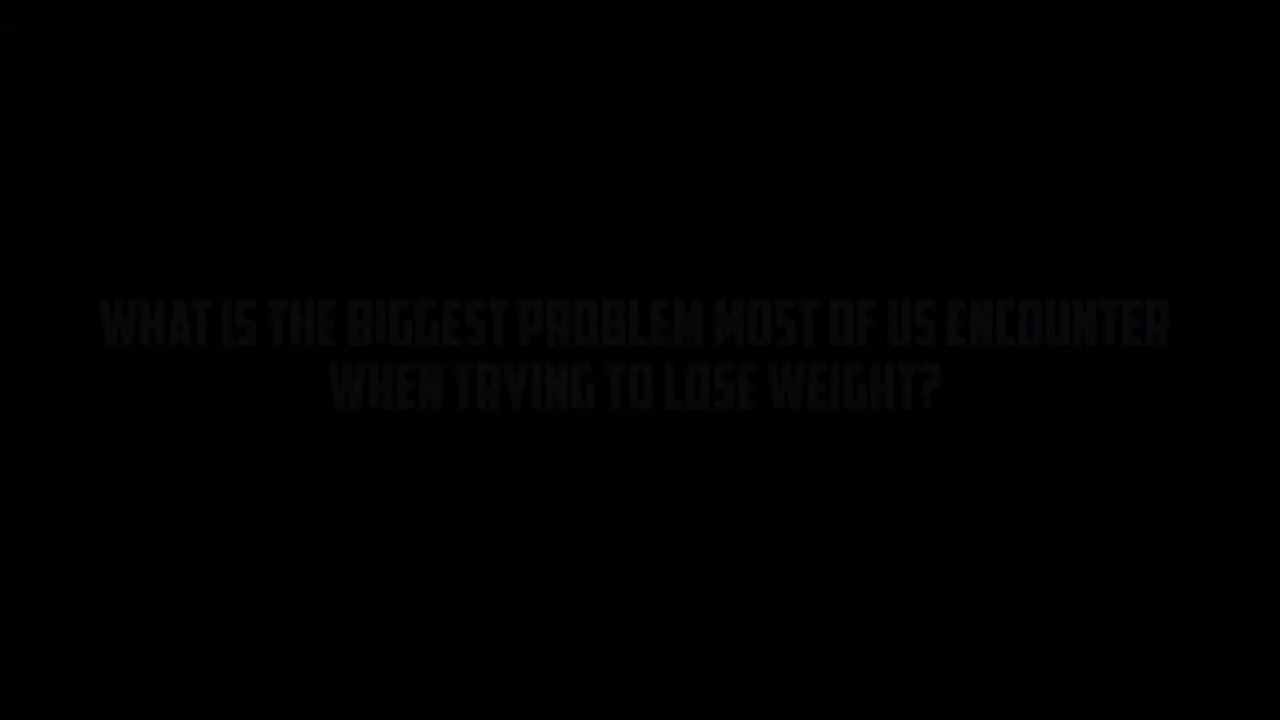 WHAT IS THE BIGGEST PROBLEM MOST OF US ENCOUNTER
WHEN TRYING TO LOSE WEIGHT?